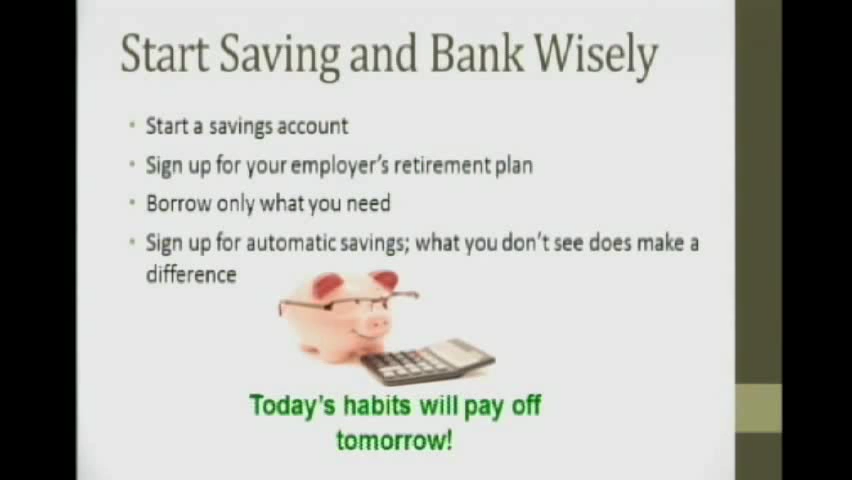 Start Saving and Bank Wisely
• Start a savings account
• Sign up for your employer's retirement plan
• Borrow only what you need
• Sign up for automatic savings; what you don't see does make a
difference
Today's habits will pay off
tomorrow!